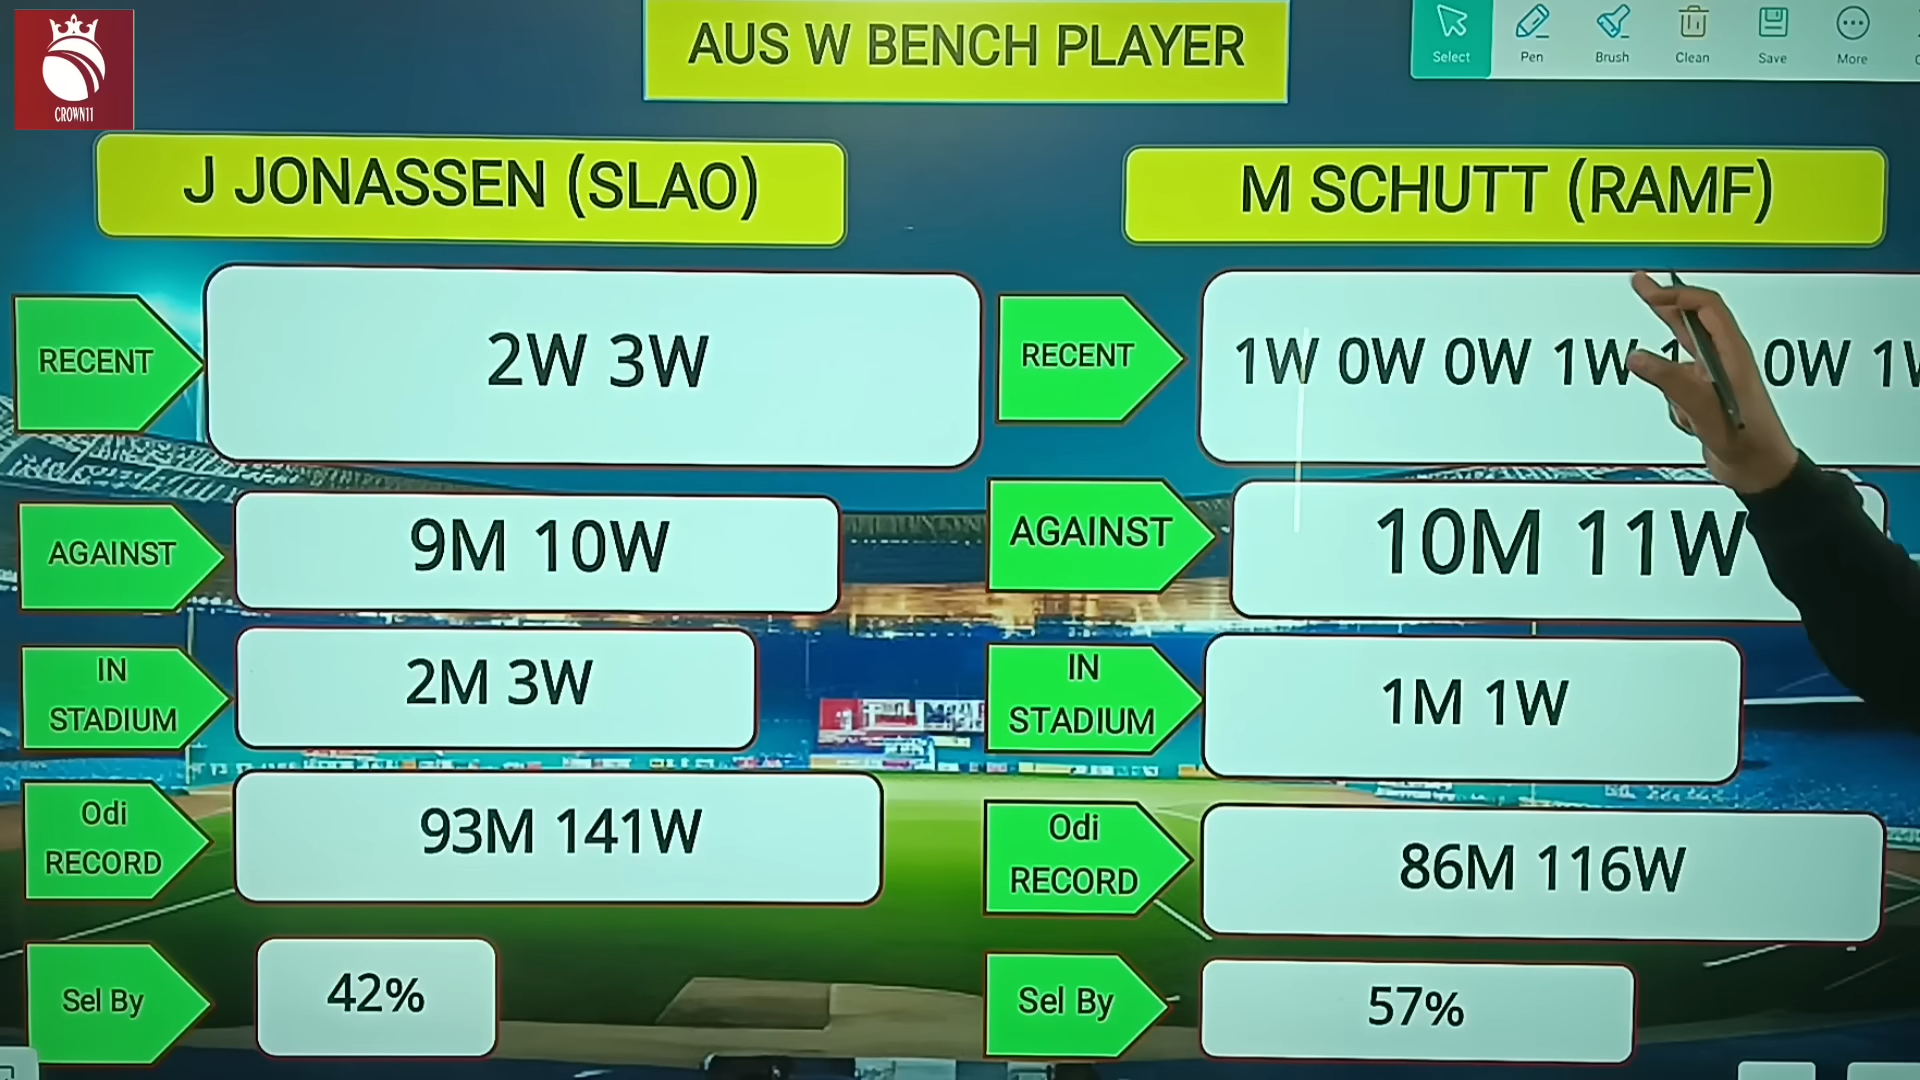 CROWN11
AUS W BENCH PLAYER
Select
Pen
Brush
Clean
Save
More
J JONASSEN (SLAO)
M SCHUTT (RAMF)
RECENT
2W 3W
RECENT
1W 0W 0W 1W 0W
AGAINST
9M 10W
AGAINST
10M 11W
IN
STADIUM
2M 3W
IN
STADIUM
1M 1W
Odi
RECORD
93M 141W
Odi
RECORD
86M 116W
Sel By
42%
Sel By
57%